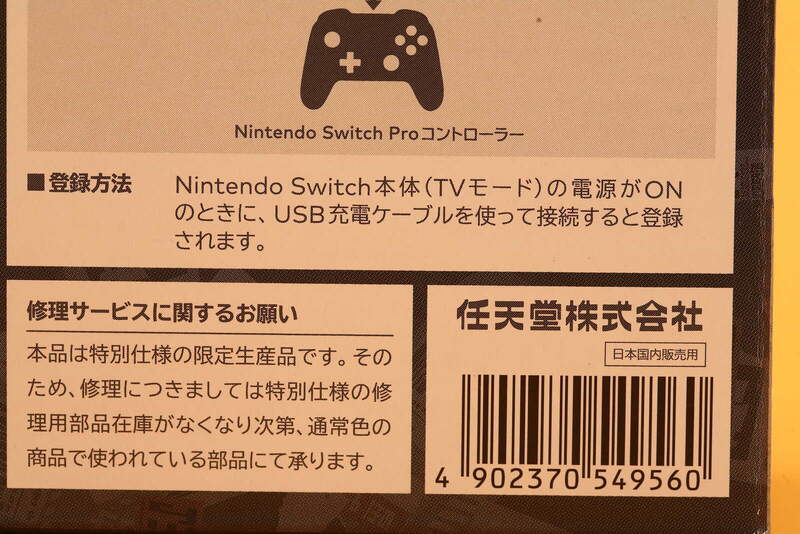 Nintendo Switch Proコントローラー
■登録方法
Nintendo Switch本体(TVモード)の電源がON
のときに、USB充電ケーブルを使って接続すると登録
されます。
修理サービスに関するお願い
本品は特別仕様の限定生産品です。その
ため、修理につきましては特別仕様の修
理用部品在庫がなくなり次第、通常色の
商品で使われている部品にて承ります。
任天堂株式会社
日本国内販売用
4 902370 549560